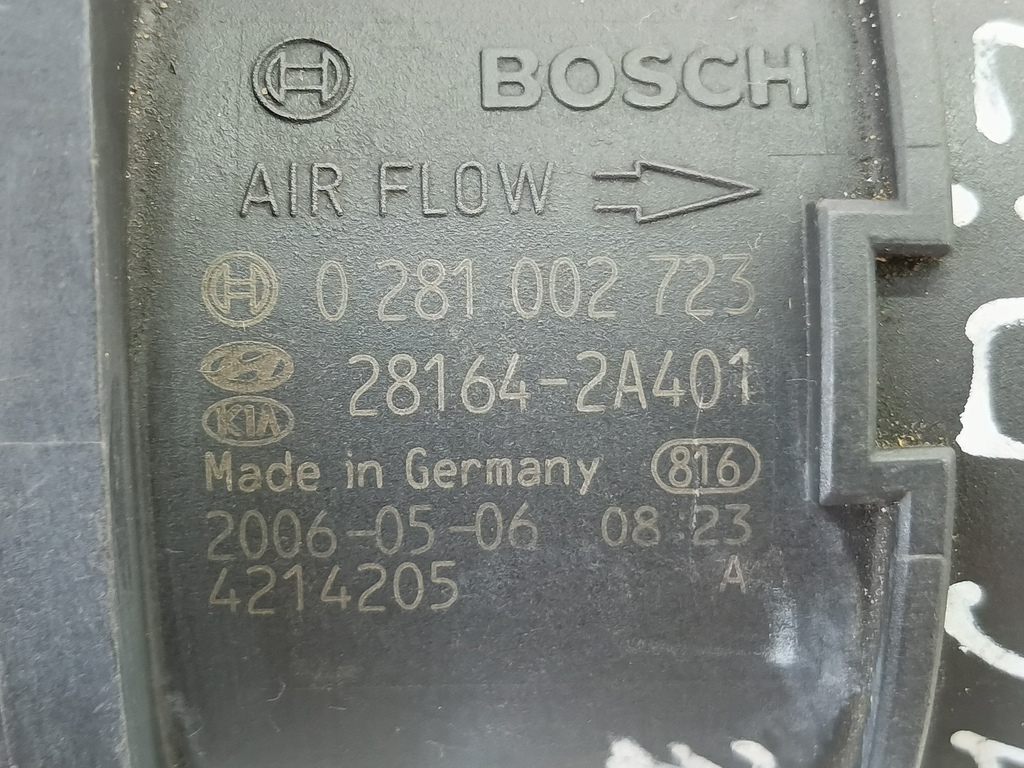 BOSCH
AIR FLOW
0 281 002 723
28164-2A401
KIA
Made in Germany 816
2006-05-06 08:23
4214205 A